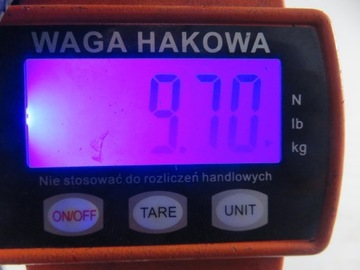 WAGA HAKOWA
9.70
N
lb
kg
Nie stosować do rozliczeń handlowych
ON/OFF TARE UNIT